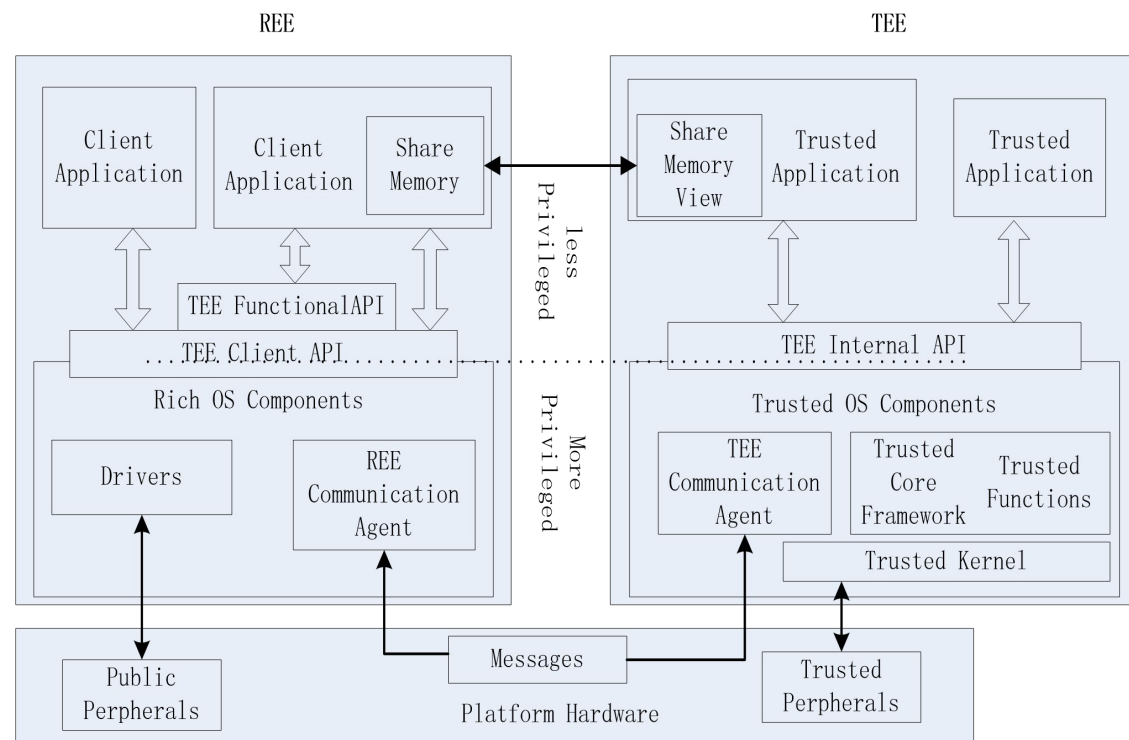 REE
TEE
Client
Application
Client
Application
Share
Memory
Share
Memory
View
Trusted
Application
Trusted
Application
less
Privileged
TEE FunctionalAPI
TEE Client API
TEE Internal API
Rich OS Components
More
Privileged
Trusted OS Components
Drivers
REE
Communication
Agent
TEE
Communication
Agent
Trusted
Core
Framework
Trusted
Functions
Trusted Kernel
Messages
Public
Perpherals
Trusted
Perpherals
Platform Hardware